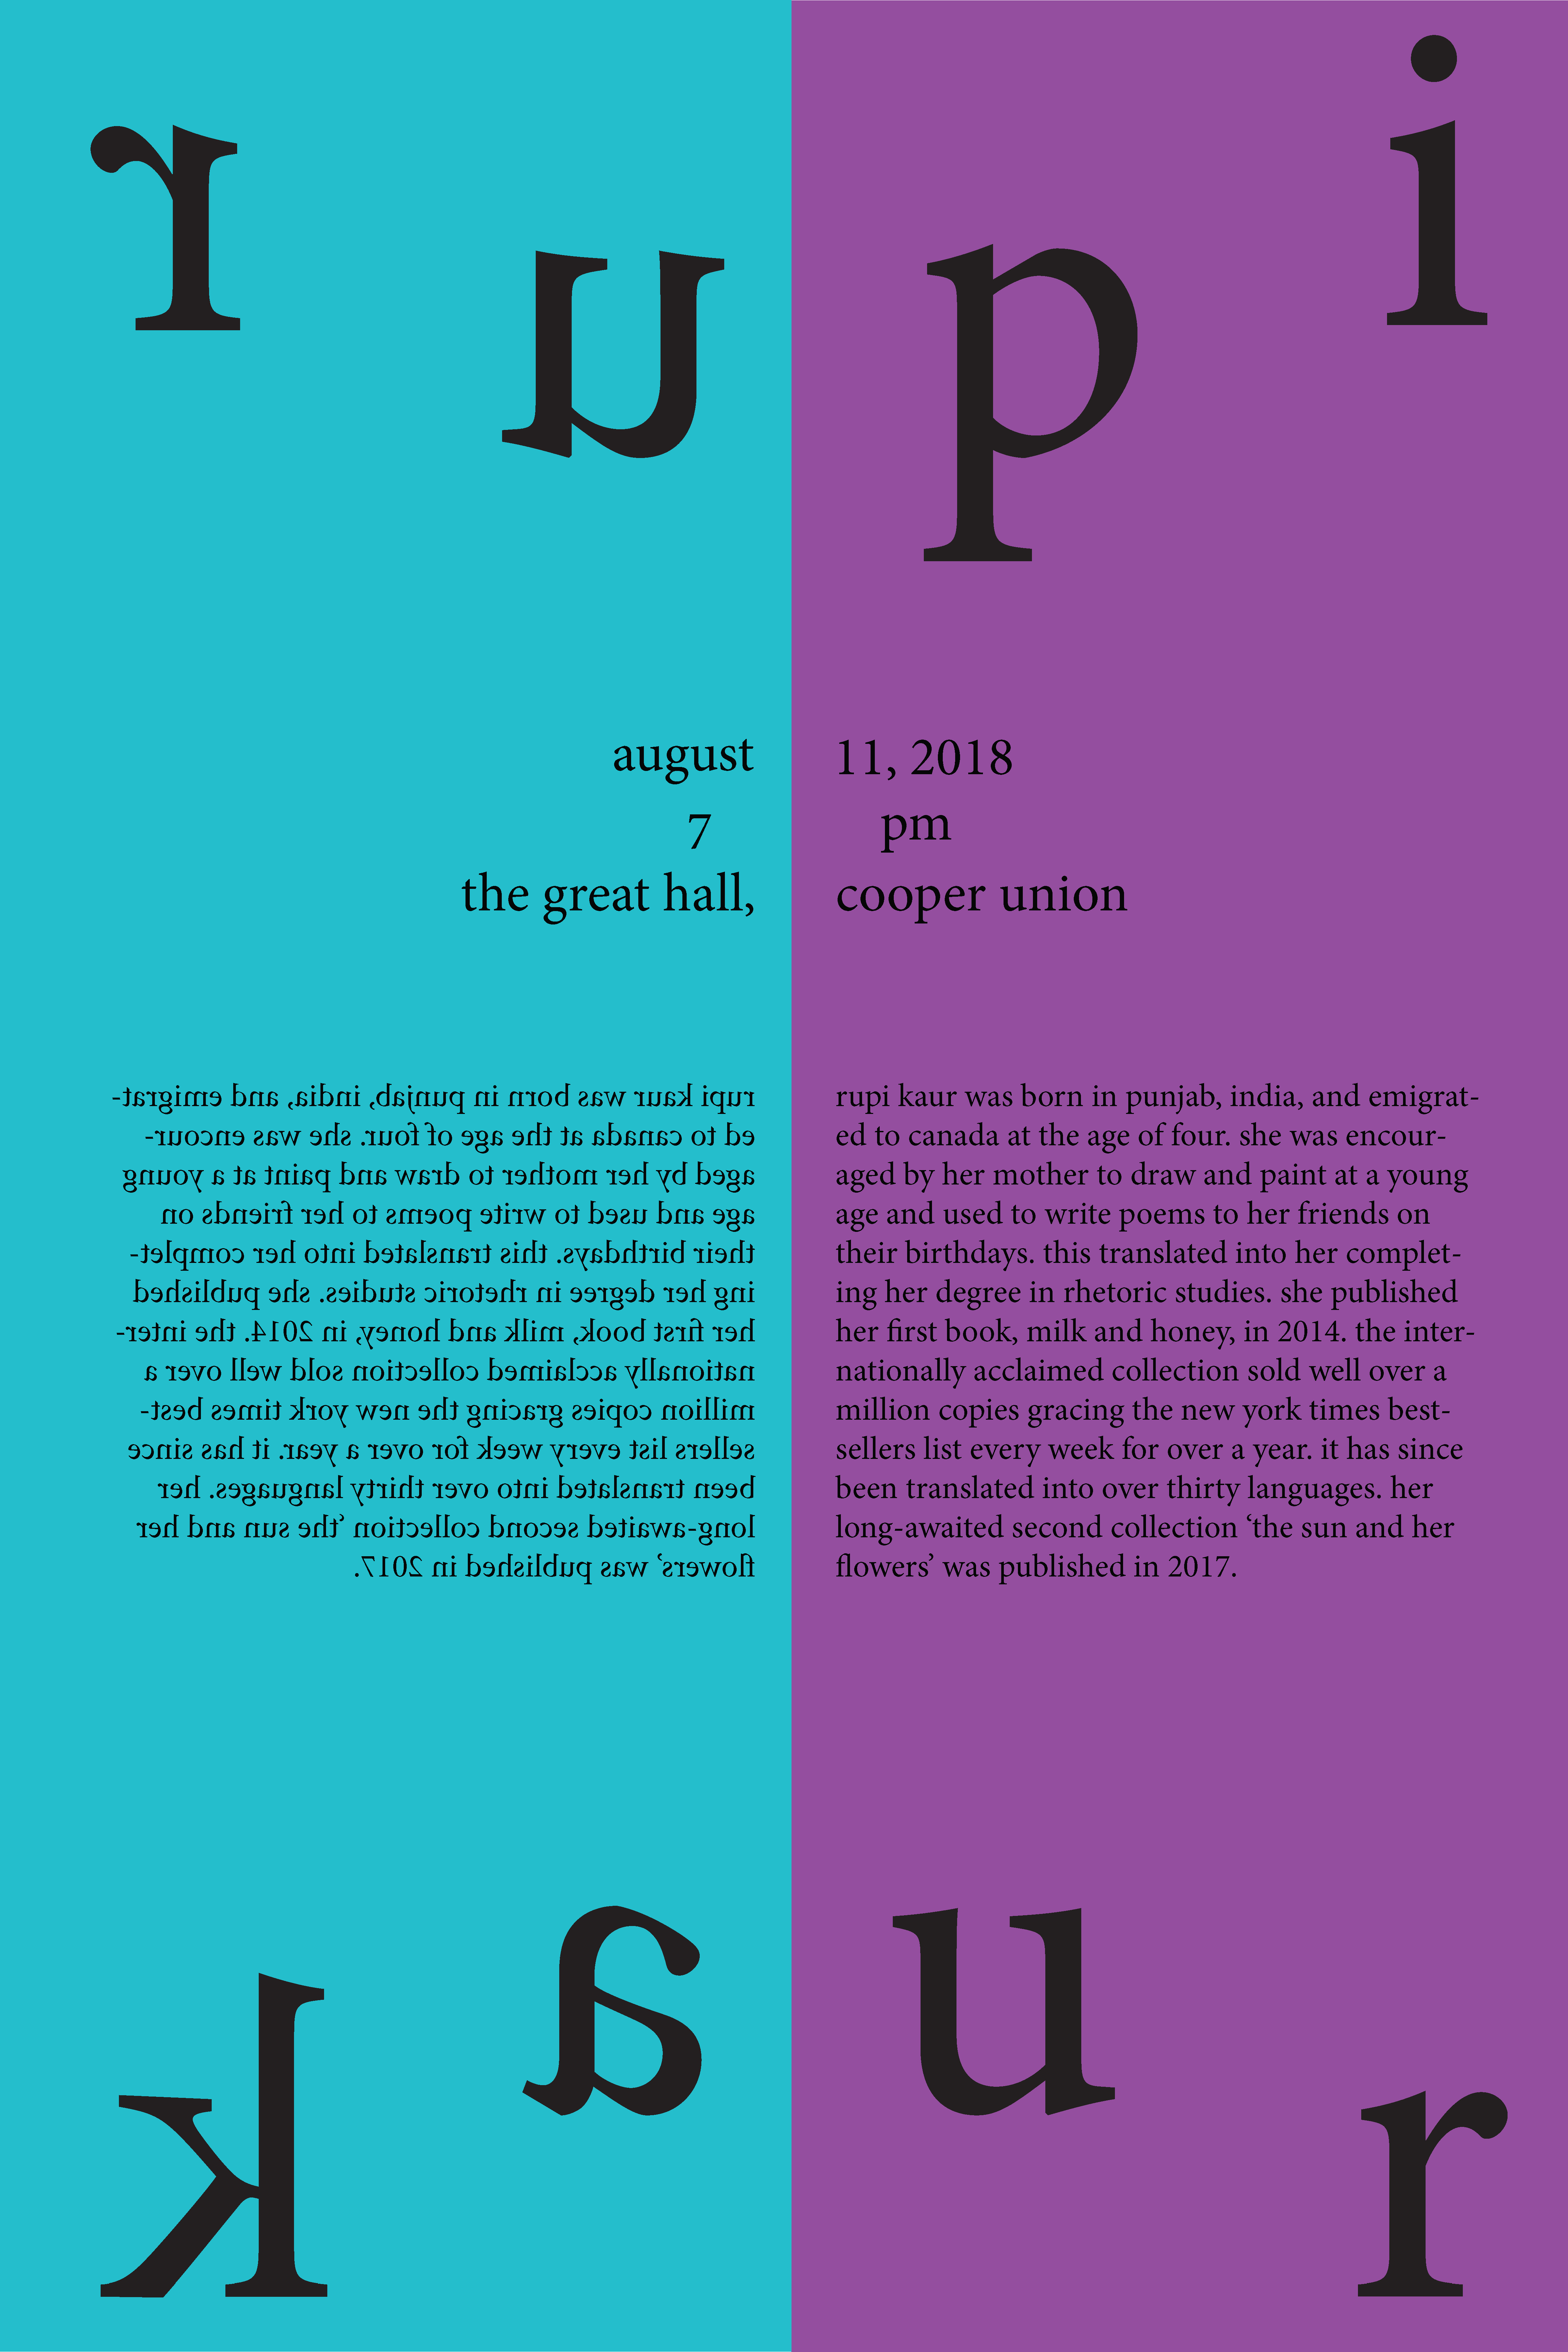 rupi
august 11, 2018
7 pm
the great hall, cooper union
rupi kaur was born in punjab, india, and emigrat-
ed to canada at the age of four. she was encour-
aged by her mother to draw and paint at a young
age and used to write poems to her friends on
their birthdays. this translated into her complet-
ing her degree in rhetoric studies. she published
her first book, milk and honey, in 2014. the inter-
nationally acclaimed collection sold well over a
million copies gracing the new york times best-
sellers list every week for over a year. it has since
been translated into over thirty languages. her
long-awaited second collection ‘the sun and her
flowers’ was published in 2017.
rupi kaur was born in punjab, india, and emigrat-
ed to canada at the age of four. she was encour-
aged by her mother to draw and paint at a young
age and used to write poems to her friends on
their birthdays. this translated into her complet-
ing her degree in rhetoric studies. she published
her first book, milk and honey, in 2014. the inter-
nationally acclaimed collection sold well over a
million copies gracing the new york times best-
sellers list every week for over a year. it has since
been translated into over thirty languages. her
long-awaited second collection ‘the sun and her
flowers’ was published in 2017.
kaur